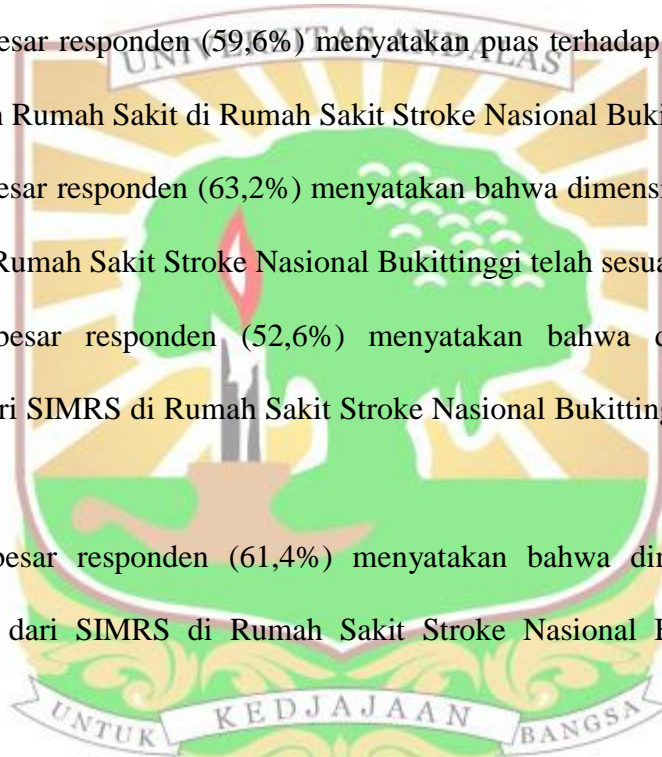 esar responden (59,6%) menyatakan puas terhadap
UNIVERSITAS ANDALAS
Rumah Sakit di Rumah Sakit Stroke Nasional Buki
esar responden (63,2%) menyatakan bahwa dimensi
Rumah Sakit Stroke Nasional Bukittinggi telah sesua
besar responden (52,6%) menyatakan bahwa d
ri SIMRS di Rumah Sakit Stroke Nasional Bukitting
besar responden (61,4%) menyatakan bahwa di
dari SIMRS di Rumah Sakit Stroke Nasional B
UNTUK KEDJAJAAN BANGSA